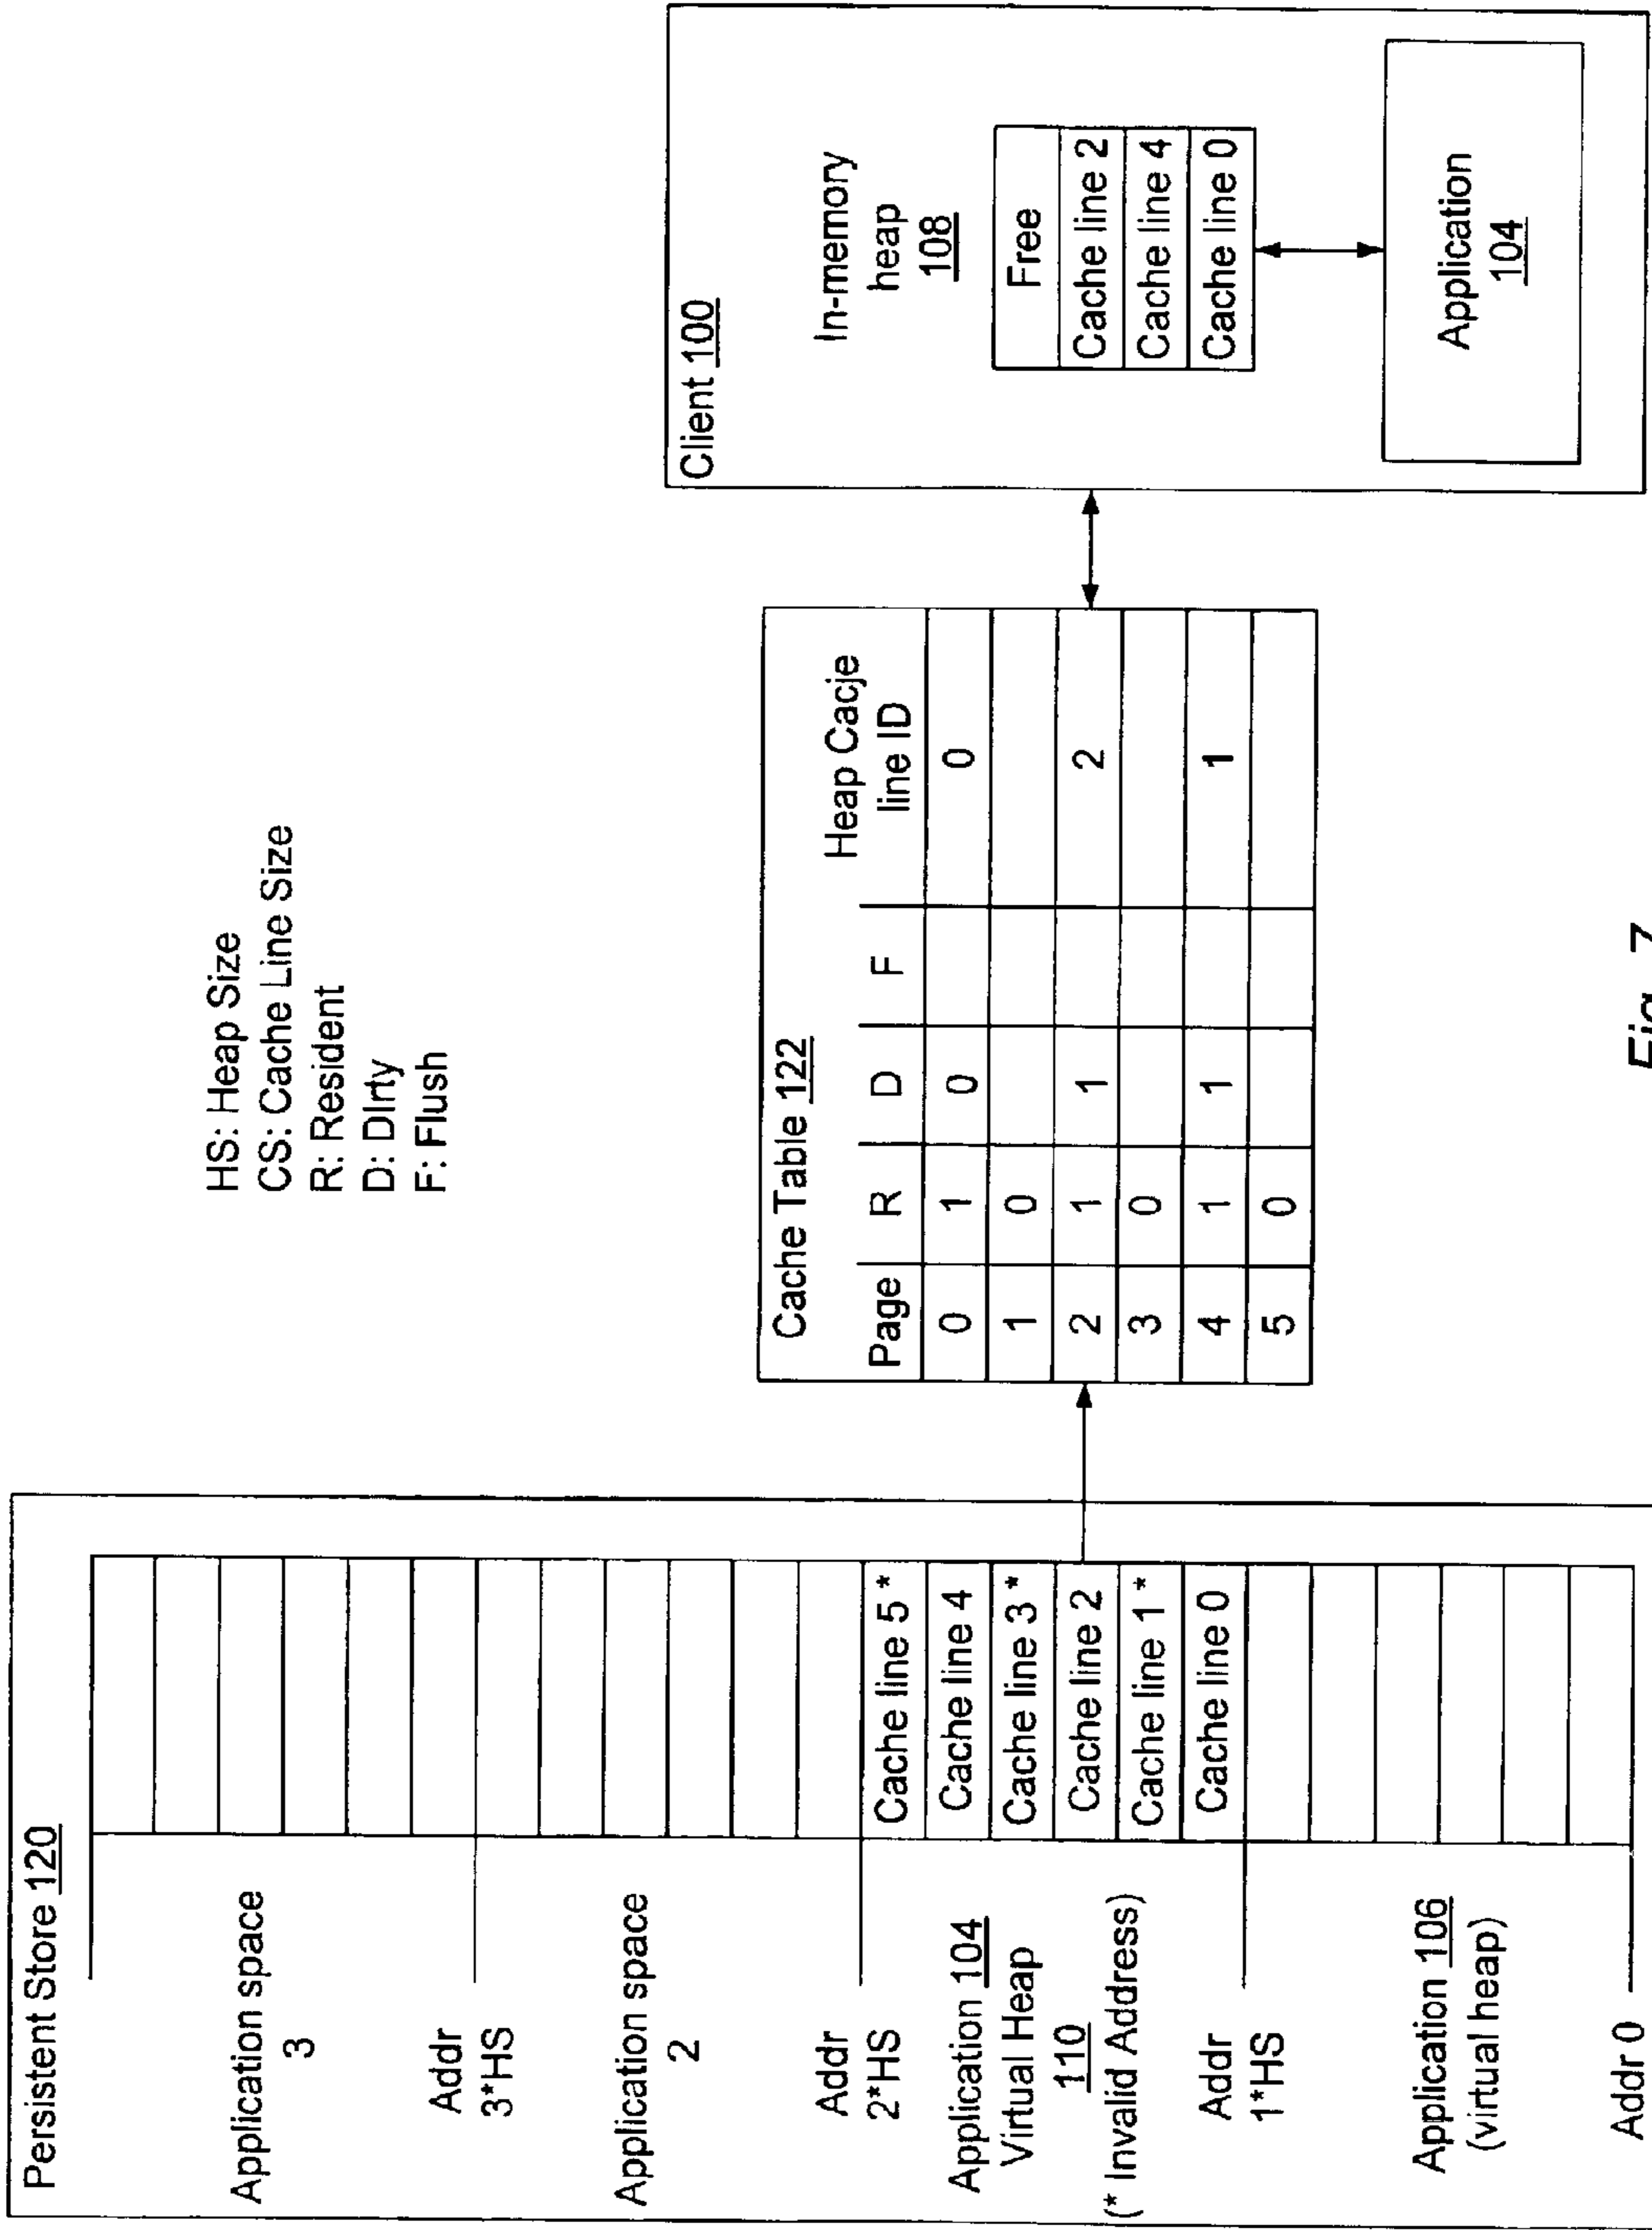 Persistent Store 120
Application space
3
Addr
3*HS
Application space
2
Addr
2*HS
Application 104
Virtual Heap
110
(* Invalid Address)
Addr
1*HS
Application 106
(virtual heap)
Addr 0
Cache line 5 *
Cache line 4
Cache line 3 *
Cache line 2
Cache line 1 *
Cache line 0
HS: Heap Size
CS: Cache Line Size
R: Resident
D: DIrty
F: Flush
Cache Table 122
Page R D F Heap Cacje line ID
0 1 0 0
1 0
2 1 1 2
3 0
4 1 1 1
5 0
Client 100
In-memory
heap
108
Free
Cache line 2
Cache line 4
Cache line 0
Application
104
Fig. 7